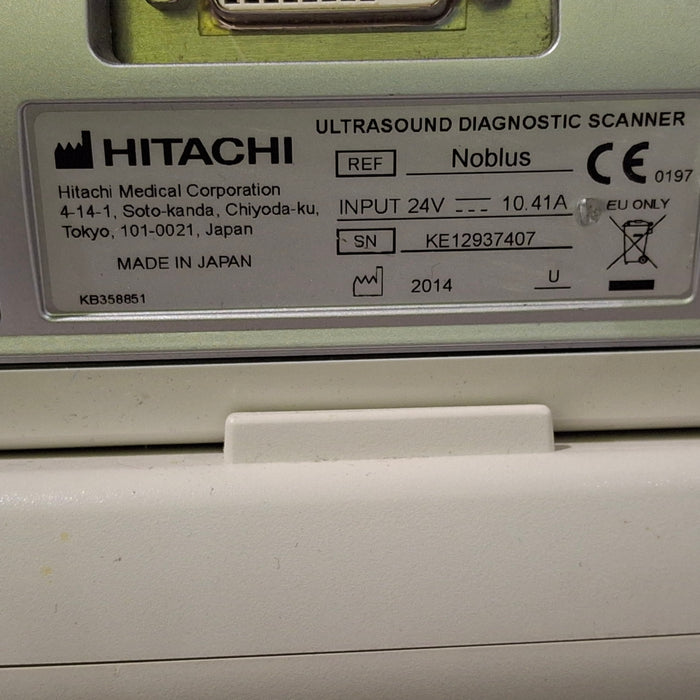 ULTRASOUND DIAGNOSTIC SCANNER
HITACHI
Hitachi Medical Corporation
4-14-1, Soto-kanda, Chiyoda-ku,
Tokyo, 101-0021, Japan
MADE IN JAPAN
KB358851
REF Noblus
INPUT 24V 10.41A
SN KE12937407
2014 U
CE 0197
EU ONLY